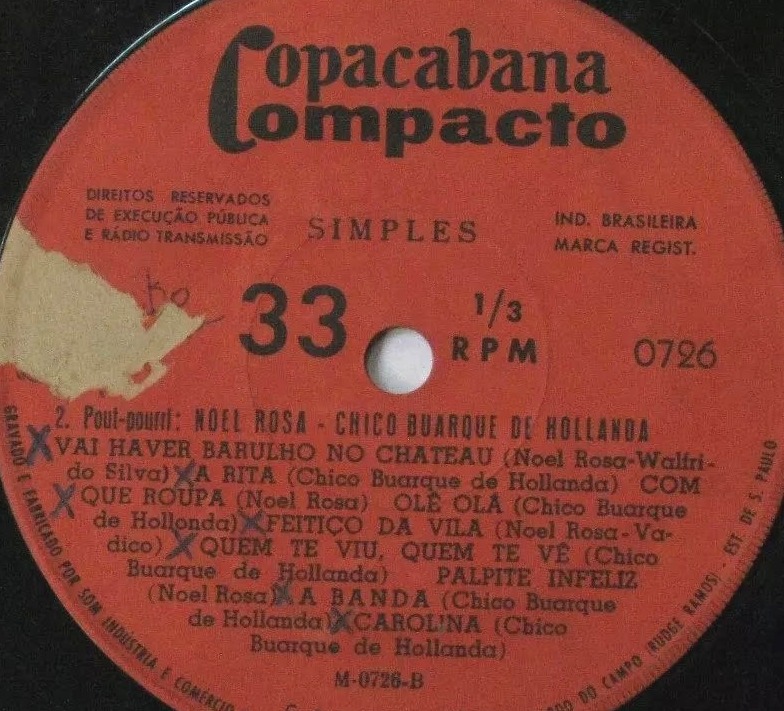 Copacabana
Compacto
DIREITOS RESERVADOS
DE EXECUÇÃO PÚBLICA
E RÁDIO TRANSMISSÃO
SIMPLES
IND. BRASILEIRA
MARCA REGIST.
33 1/3
RPM
0726
2. Pout-pourri: NOEL ROSA - CHICO BUARQUE DE HOLLANDA
X VAI HAVER BARULHO NO CHATEAU (Noel Rosa-Walfri-
do Silva) X A RITA (Chico Buarque de Hollanda) COM
X QUE ROUPA (Noel Rosa) OLÊ OLÁ (Chico Buarque
de Hollonda) X FEITIÇO DA VILA (Noel Rosa-Va-
dico) X QUEM TE VIU, QUEM TE VÊ (Chico
Buarque de Hollanda) PALPITE INFELIZ
(Noel Rosa) X A BANDA (Chico Buarque
de Hollanda) X CAROLINA (Chico
Buarque de Hollanda)
M-0726-B
GRAVADO E FABRICADO POR SOM INDÚSTRIA E COMÉRCIO
DO CAMPO (RUDGE RAMOS) - EST. DE S. PAULO